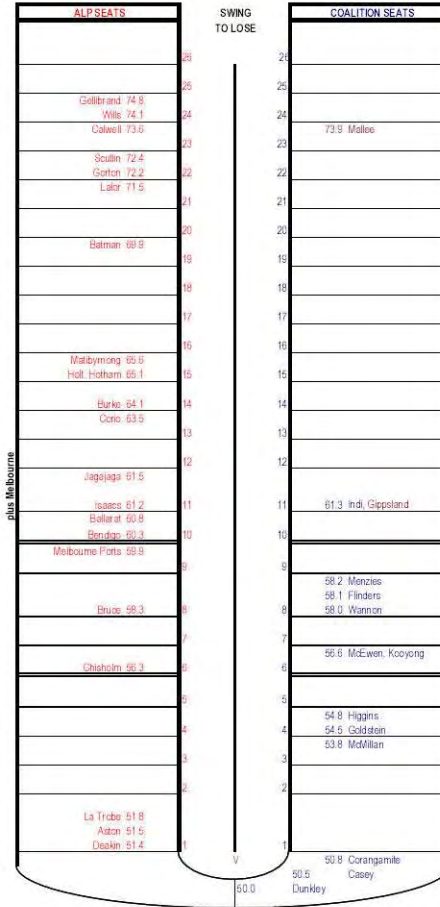 ALP SEATS SWING TO LOSE COALITION SEATS
26 26
25 25
Gellibrand 74.8
Wills 74.1 24 24
Calwell 73.6 73.9 Mallee
23 23
Scullin 72.4
Gorton 72.2 22 22
Lalor 71.5
21 21
20 20
Batman 69.9
19 19
18 18
17 17
16 16
Maribyrnong 65.6
Holt, Hotham 65.1 15 15
Burke 64.1 14 14
Corio 63.5
13 13
12 12
Jagajaga 61.5
Isaacs 61.2 11 11 61.3 Indi, Gippsland
Ballarat 60.8
Bendigo 60.3 10 10
Melbourne Ports 59.9
9 9
58.2 Menzies
58.1 Flinders
Bruce 58.3 8 8 58.0 Wannon
7 7
56.6 McEwen, Kooyong
Chisholm 56.3 6 6
5 5
54.8 Higgins
4 4 54.5 Goldstein
53.8 McMillan
3 3
2 2
La Trobe 51.8
Aston 51.5
Deakin 51.4 1 1
V 50.8 Corangamite
50.5 Casey
50.0 Dunkley
plus Melbourne